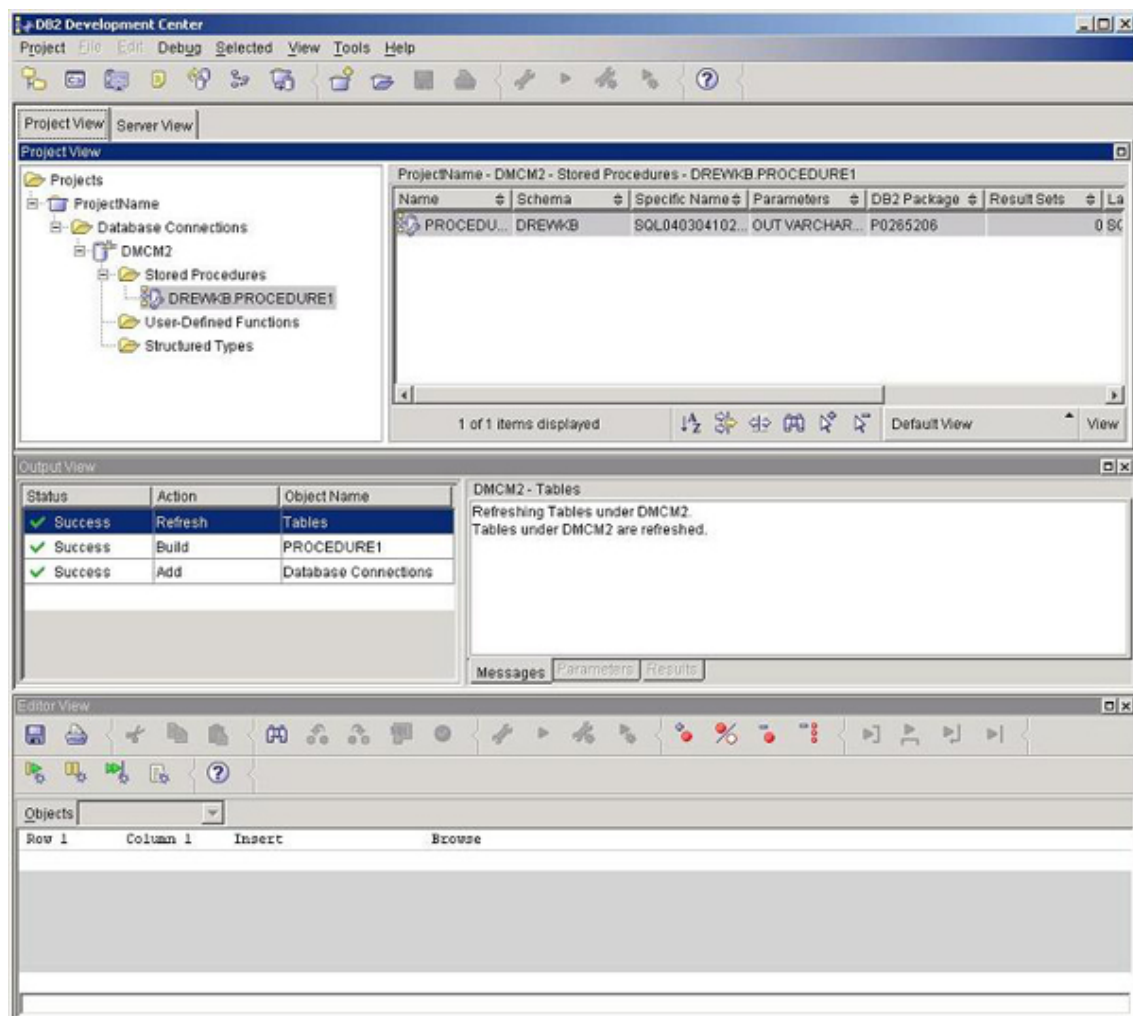 DB2 Development Center
Project File Edit Debug Selected View Tools Help
Project View Server View
Project View
Projects
ProjectName
Database Connections
DMCM2
Stored Procedures
DREWKB.PROCEDURE1
User-Defined Functions
Structured Types
ProjectName - DMCM2 - Stored Procedures - DREWKB.PROCEDURE1
Name Schema Specific Name Parameters DB2 Package Result Sets La
PROCEDU... DREWKB SQL040304102... OUT VARCHAR... P0265206 0 SQ
1 of 1 items displayed Default View View
Output View
Status Action Object Name
Success Refresh Tables
Success Build PROCEDURE1
Success Add Database Connections
DMCM2 - Tables
Refreshing Tables under DMCM2.
Tables under DMCM2 are refreshed.
Messages Parameters Results
Editor View
Objects
Row 1 Column 1 Insert Browse